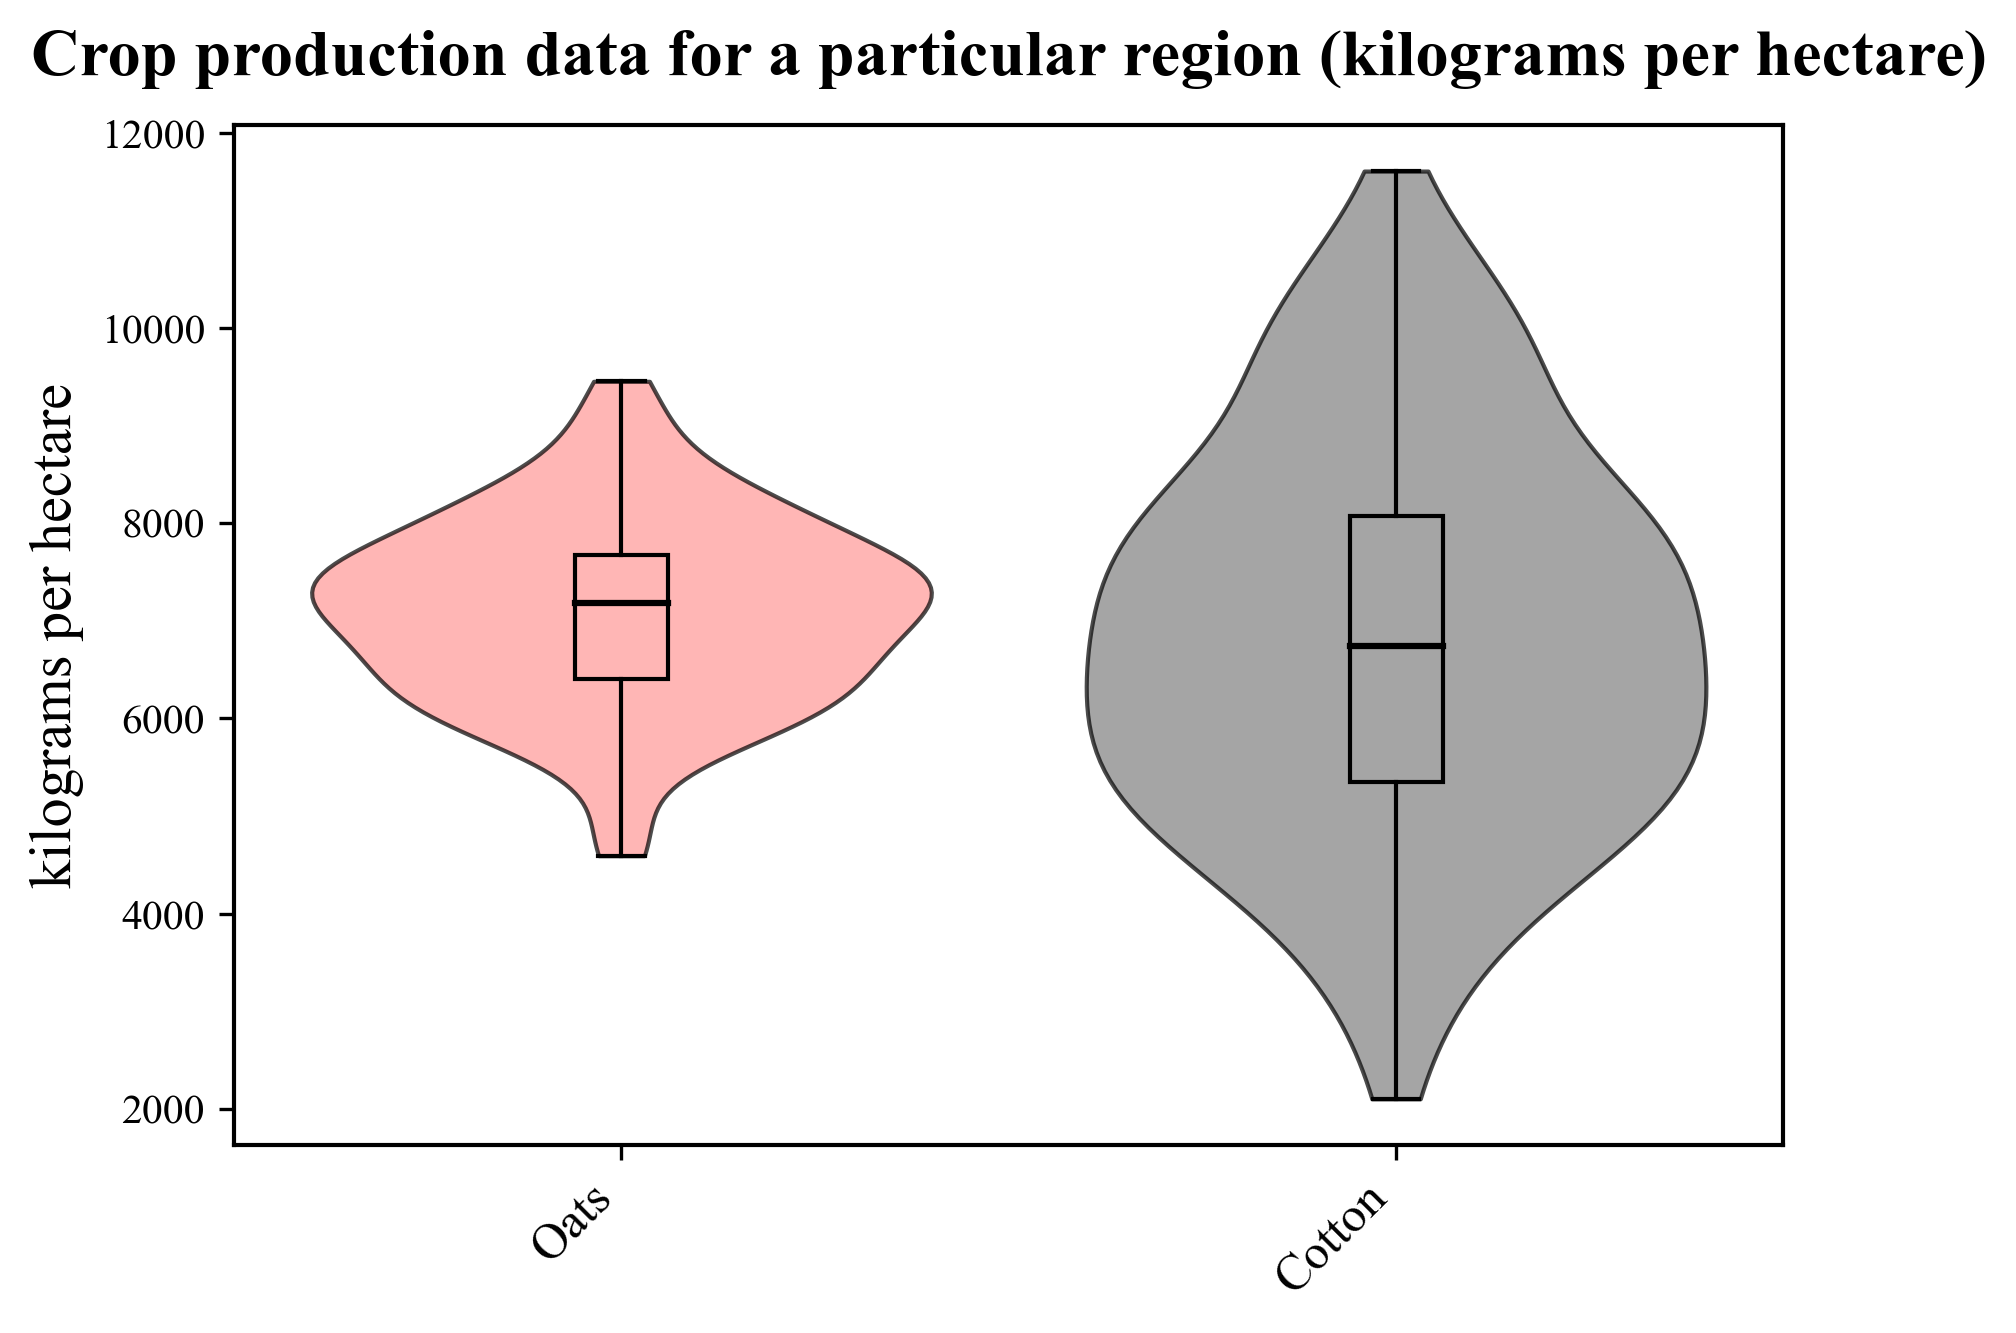 Crop production data for a particular region (kilograms per hectare)
kilograms per hectare
12000
10000
8000
6000
4000
2000
Oats
Cotton